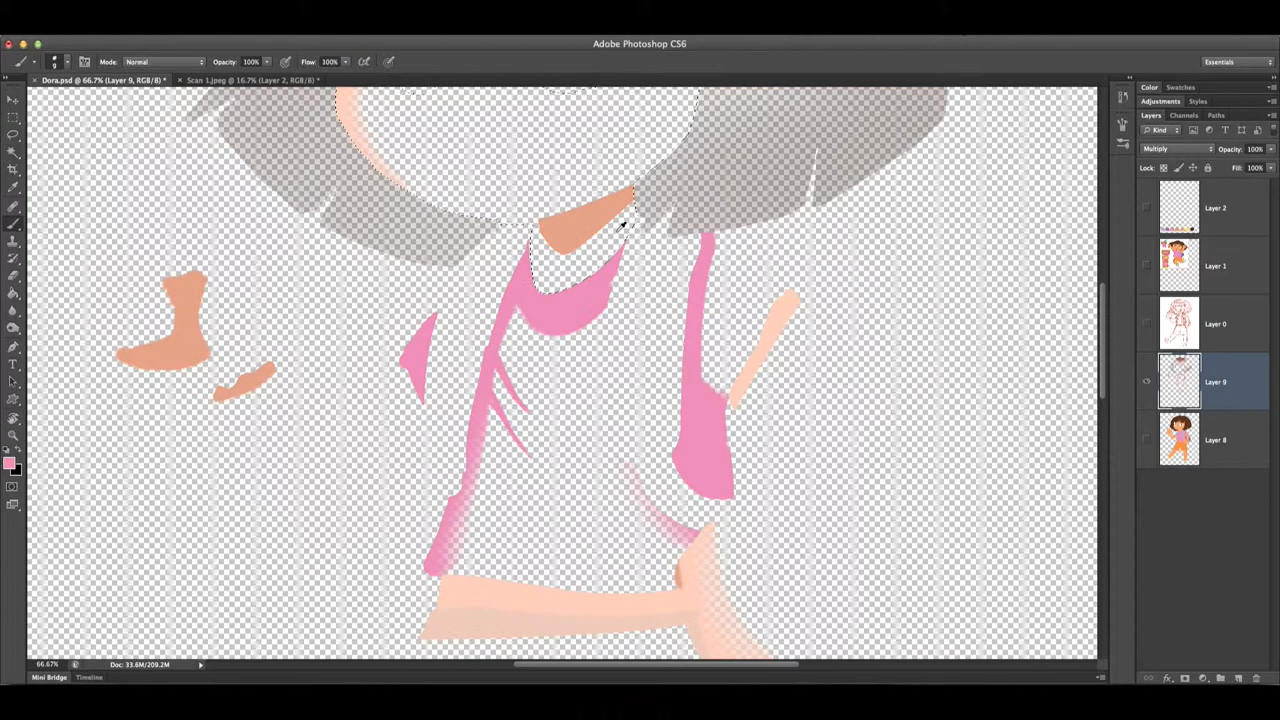 Adobe Photoshop CS6
Mode: Normal Opacity: 100% Flow: 100% Essentials
Dora.psd @ 66.7% (Layer 9, RGB/8) * Scan 1.jpeg @ 16.7% (Layer 2, RGB/8) *
Color Swatches
Adjustments Styles
Layers Channels Paths
Kind
Multiply Opacity: 100%
Lock: Fill: 100%
Layer 2
Layer 1
Layer 0
Layer 9
Layer 8
66.67% Doc: 33.6M/209.2M
Mini Bridge Timeline